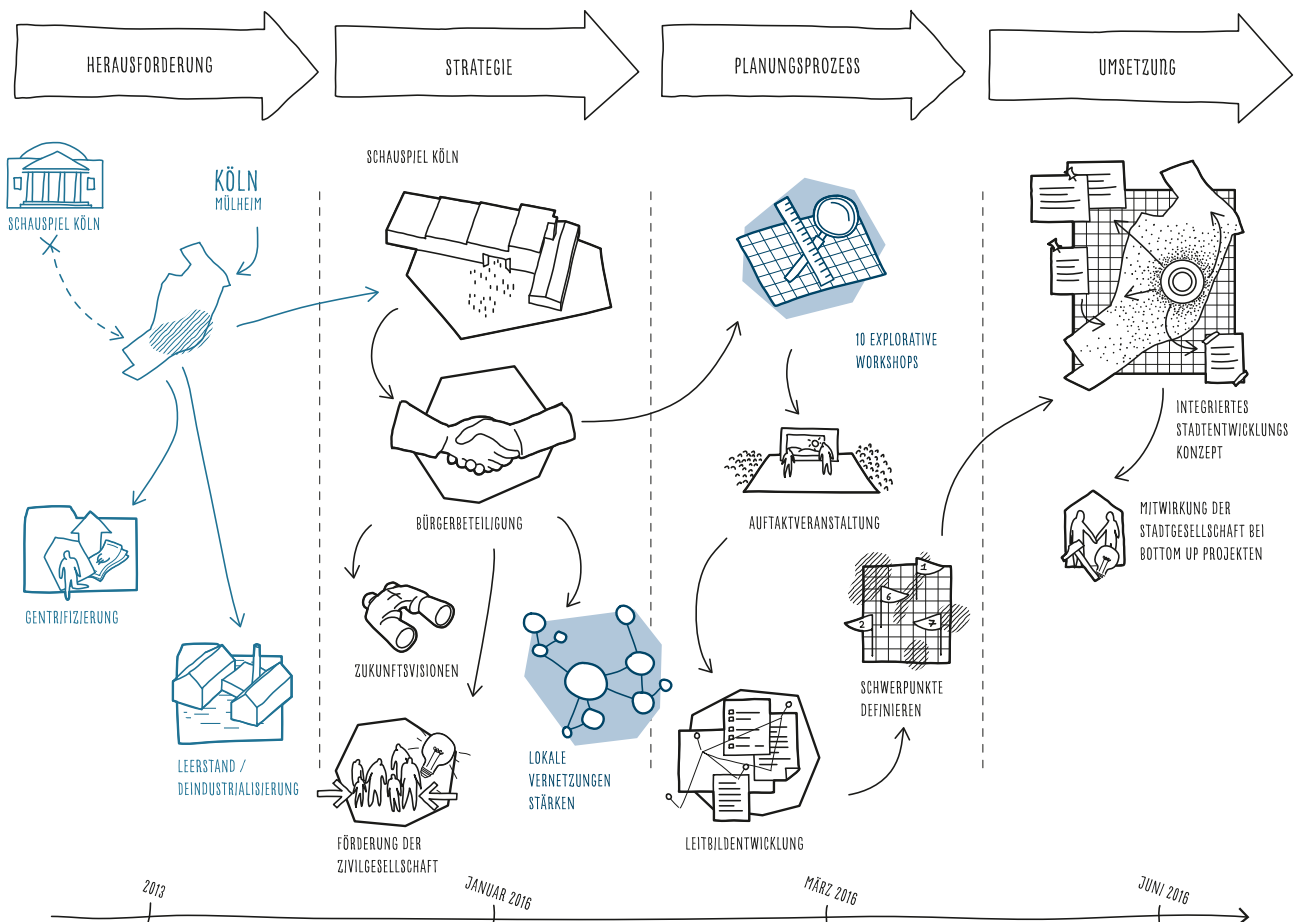 HERAUSFORDERUNG
STRATEGIE
PLANUNGSPROZESS
UMSETZUNG
SCHAUSPIEL KÖLN
KÖLN
MÜLHEIM
GENTRIFIZIERUNG
LEERSTAND /
DEINDUSTRIALISIERUNG
SCHAUSPIEL KÖLN
BÜRGERBETEILIGUNG
ZUKUNFTSVISIONEN
FÖRDERUNG DER
ZIVILGESELLSCHAFT
LOKALE
VERNETZUNGEN
STÄRKEN
10 EXPLORATIVE
WORKSHOPS
AUFTAKTVERANSTALTUNG
1
6
2
7
SCHWERPUNKTE
DEFINIEREN
LEITBILDENTWICKLUNG
INTEGRIERTES
STADTENTWICKLUNGS
KONZEPT
MITWIRKUNG DER
STADTGESELLSCHAFT BEI
BOTTOM UP PROJEKTEN
2013
JANUAR 2016
MÄRZ 2016
JUNI 2016